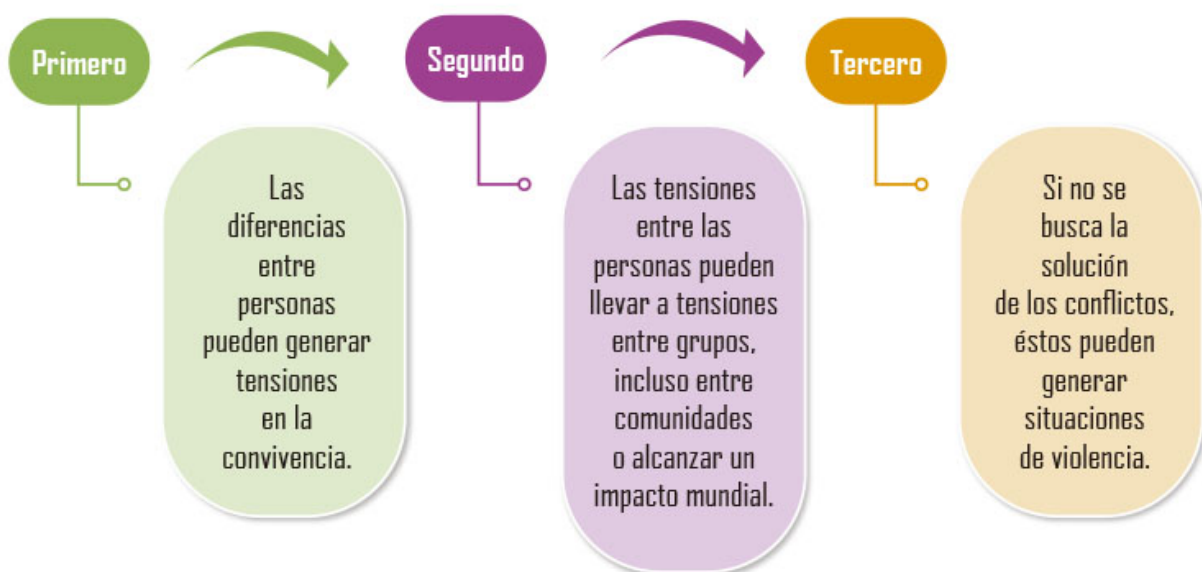 Primero
Las
diferencias
entre
personas
pueden generar
tensiones
en la
convivencia.
Segundo
Las tensiones
entre las
personas pueden
llevar a tensiones
entre grupos,
incluso entre
comunidades
o alcanzar un
impacto mundial.
Tercero
Si no se
busca la
solución
de los conflictos,
éstos pueden
generar
situaciones
de violencia.